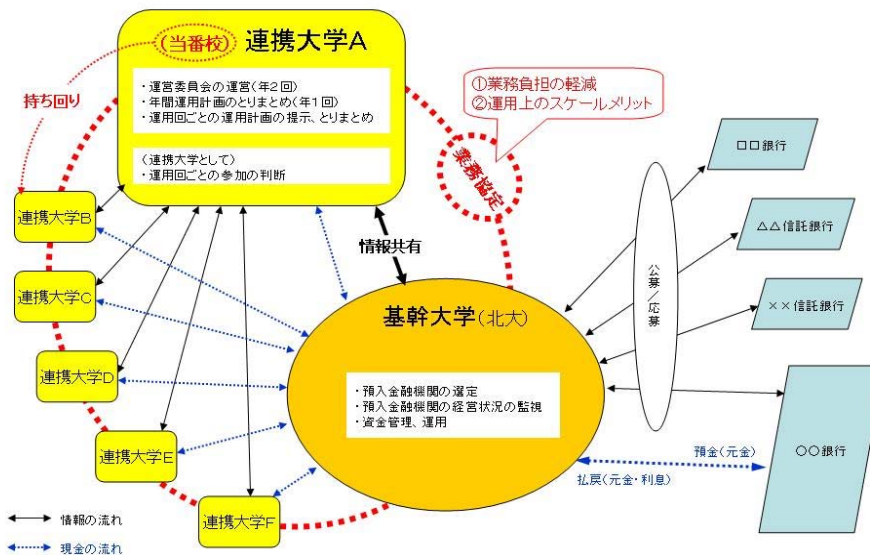 (当番校) 連携大学A
・運営委員会の運営(年2回)
・年間運用計画のとりまとめ(年1回)
・運用回ごとの運用計画の提示、とりまとめ
(連携大学として)
・運用回ごとの参加の判断
持ち回り
①業務負担の軽減
②運用上のスケールメリット
業務協定
連携大学B
連携大学C
連携大学D
連携大学E
連携大学F
情報共有
基幹大学(北大)
・預入金融機関の選定
・預入金融機関の経営状況の監視
・資金管理、運用
公募/応募
□□銀行
△△信託銀行
××信託銀行
○○銀行
預金(元金)
払戻(元金・利息)
情報の流れ
現金の流れ